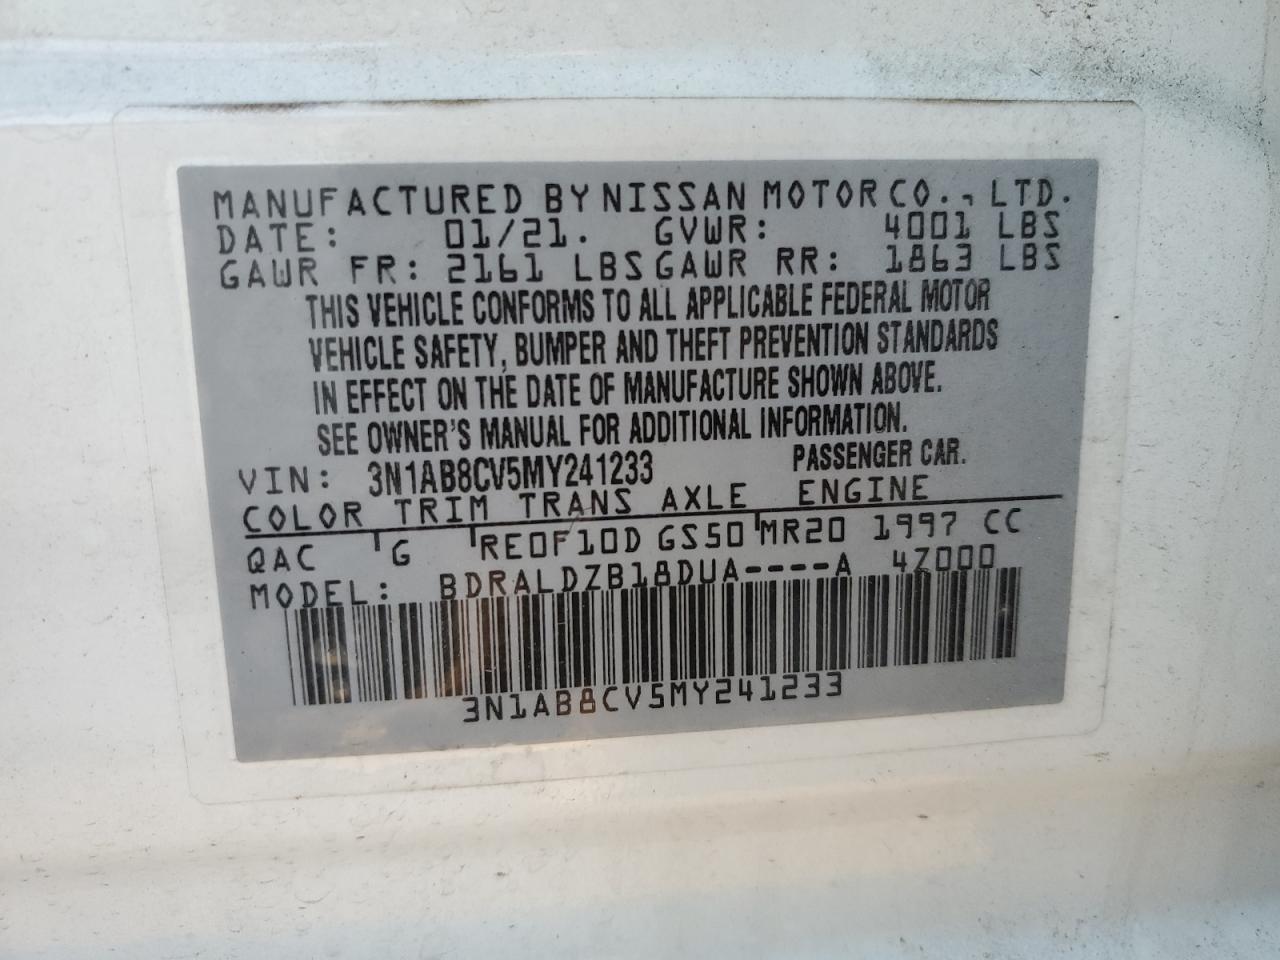 MANUFACTURED BY NISSAN MOTOR CO., LTD.
DATE: 01/21. GVWR: 4001 LBS
GAWR FR: 2161 LBS GAWR RR: 1863 LBS
THIS VEHICLE CONFORMS TO ALL APPLICABLE FEDERAL MOTOR
VEHICLE SAFETY, BUMPER AND THEFT PREVENTION STANDARDS
IN EFFECT ON THE DATE OF MANUFACTURE SHOWN ABOVE.
SEE OWNER'S MANUAL FOR ADDITIONAL INFORMATION.
VIN: 3N1AB8CV5MY241233 PASSENGER CAR.
COLOR TRIM TRANS AXLE ENGINE
QAC G RE0F10D GS50 MR20 1997 CC
MODEL: BDRALDZB18DUA----A 4Z000
3N1AB8CV5MY241233